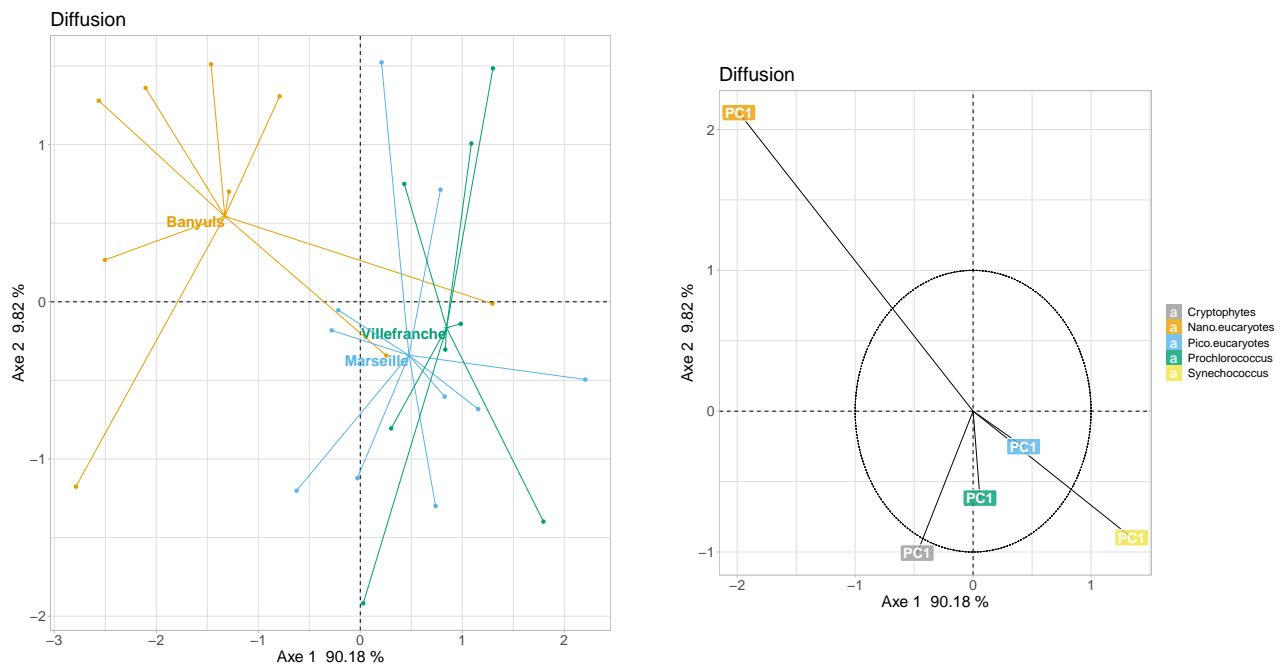 Diffusion
1
0
−1
−2
−3
−2
−1
0
1
2
Axe 2 9.82 %
Axe 1 90.18 %
Banyuls
Villefranche
Marseille
Diffusion
2
1
0
−1
−2
−1
0
1
Axe 2 9.82 %
Axe 1 90.18 %
PC1
PC1
PC1
PC1
PC1
a Cryptophytes
a Nano.eucaryotes
a Pico.eucaryotes
a Prochlorococcus
a Synechococcus